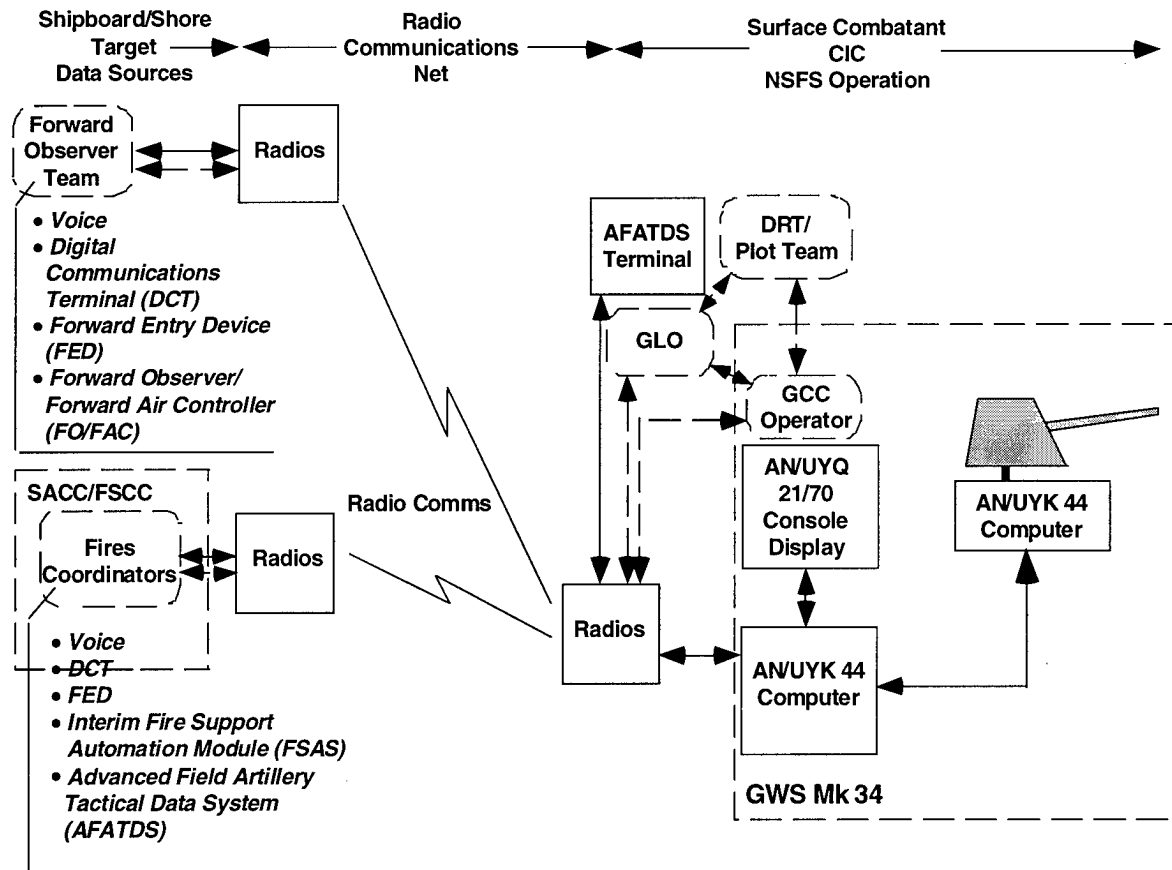 Shipboard/Shore
Target
Data Sources
Radio
Communications
Net
Surface Combatant
CIC
NSFS Operation
Forward
Observer
Team
Radios
• Voice
• Digital
Communications
Terminal (DCT)
• Forward Entry Device
(FED)
• Forward Observer/
Forward Air Controller
(FO/FAC)
AFATDS
Terminal
DRT/
Plot Team
GLO
GCC
Operator
AN/UYQ
21/70
Console
Display
AN/UYK 44
Computer
SACC/FSCC
Fires
Coordinators
Radios
Radio Comms
Radios
AN/UYK 44
Computer
• Voice
• DCT
• FED
• Interim Fire Support
Automation Module (FSAS)
• Advanced Field Artillery
Tactical Data System
(AFATDS)
GWS Mk 34